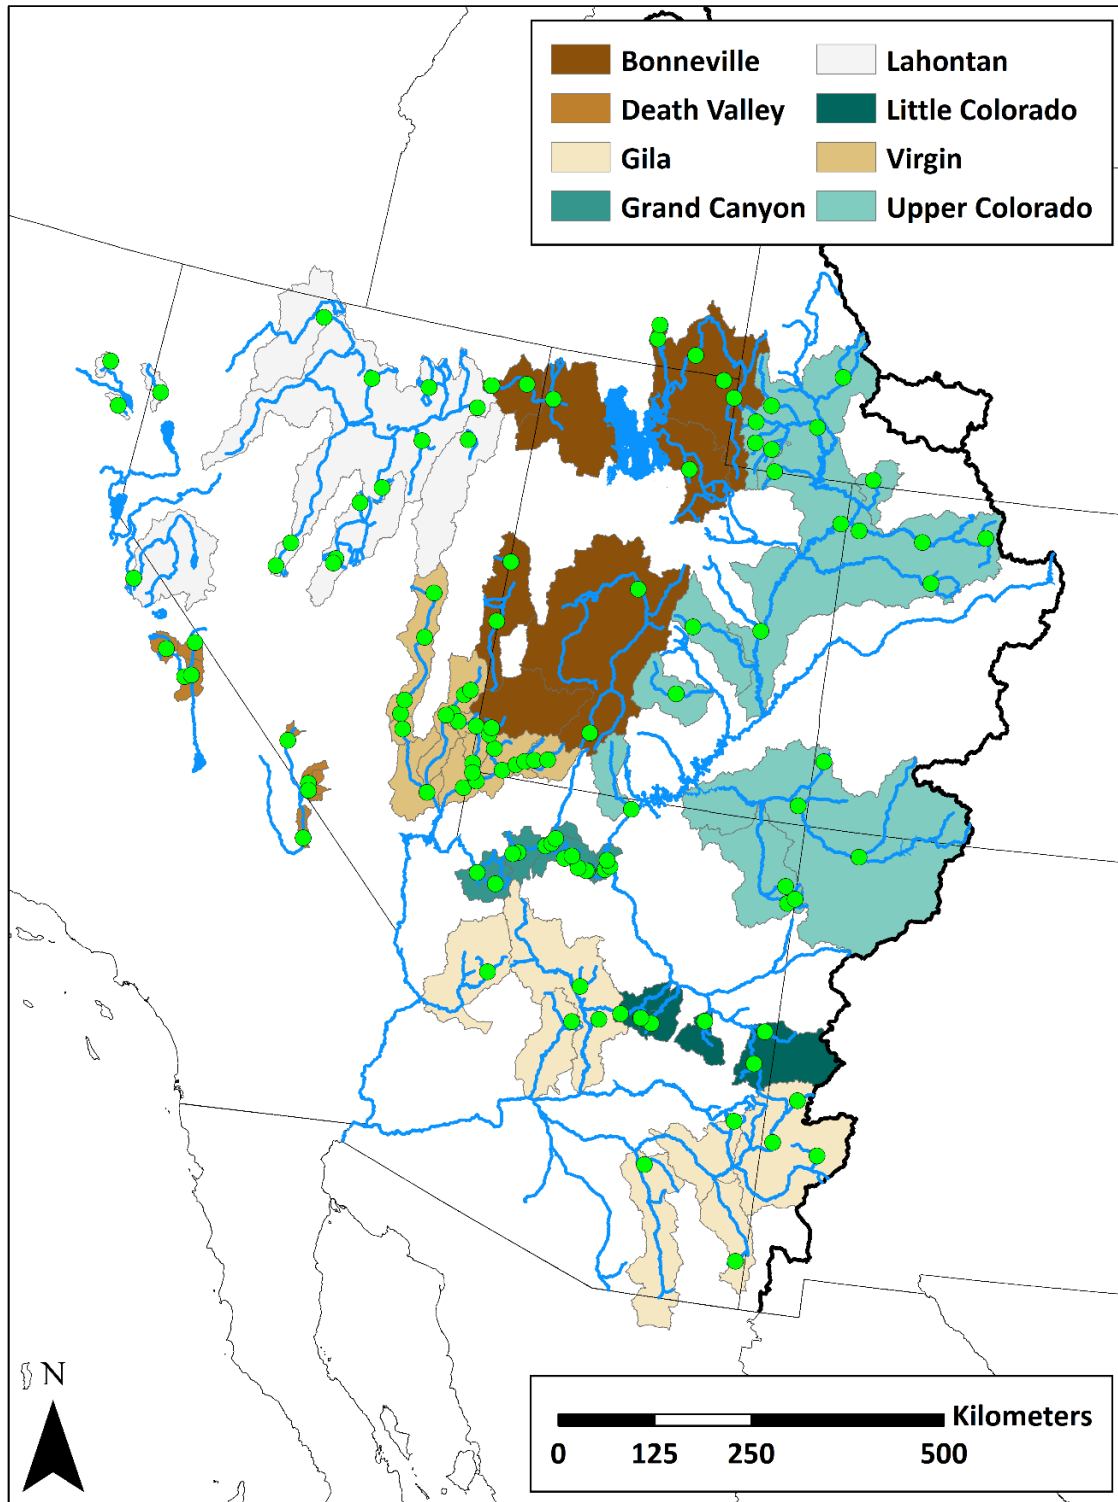 Bonneville Lahontan
Death Valley Little Colorado
Gila Virgin
Grand Canyon Upper Colorado
N
Kilometers
0 125 250 500